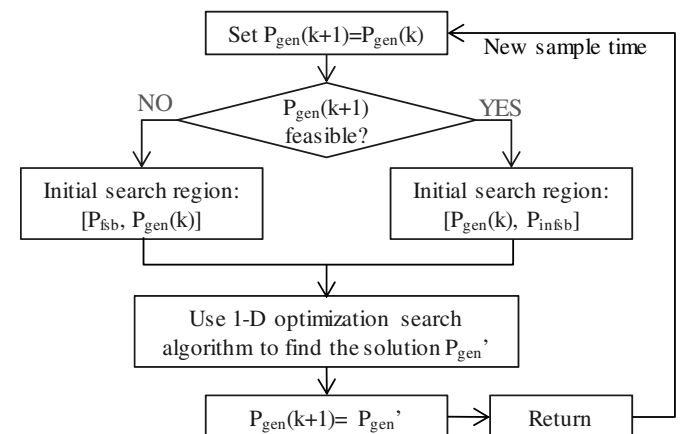 Set P_gen(k+1)=P_gen(k)
New sample time
P_gen(k+1)
feasible?
NO
YES
Initial search region:
[P_fsb, P_gen(k)]
Initial search region:
[P_gen(k), P_infsb]
Use 1-D optimization search
algorithm to find the solution P_gen’
P_gen(k+1)= P_gen’
Return